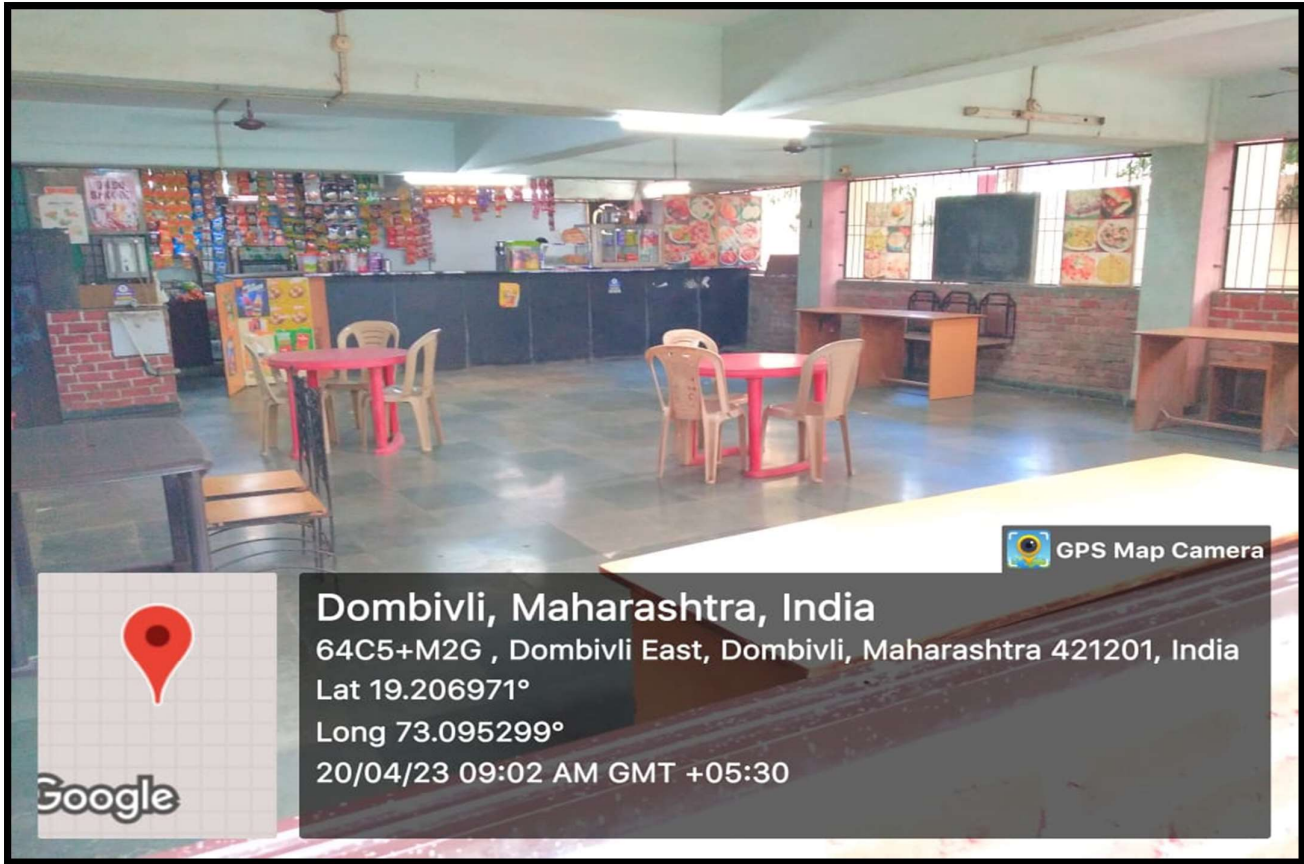 GPS Map Camera
Dombivli, Maharashtra, India
64C5+M2G , Dombivli East, Dombivli, Maharashtra 421201, India
Lat 19.206971°
Long 73.095299°
20/04/23 09:02 AM GMT +05:30
Google